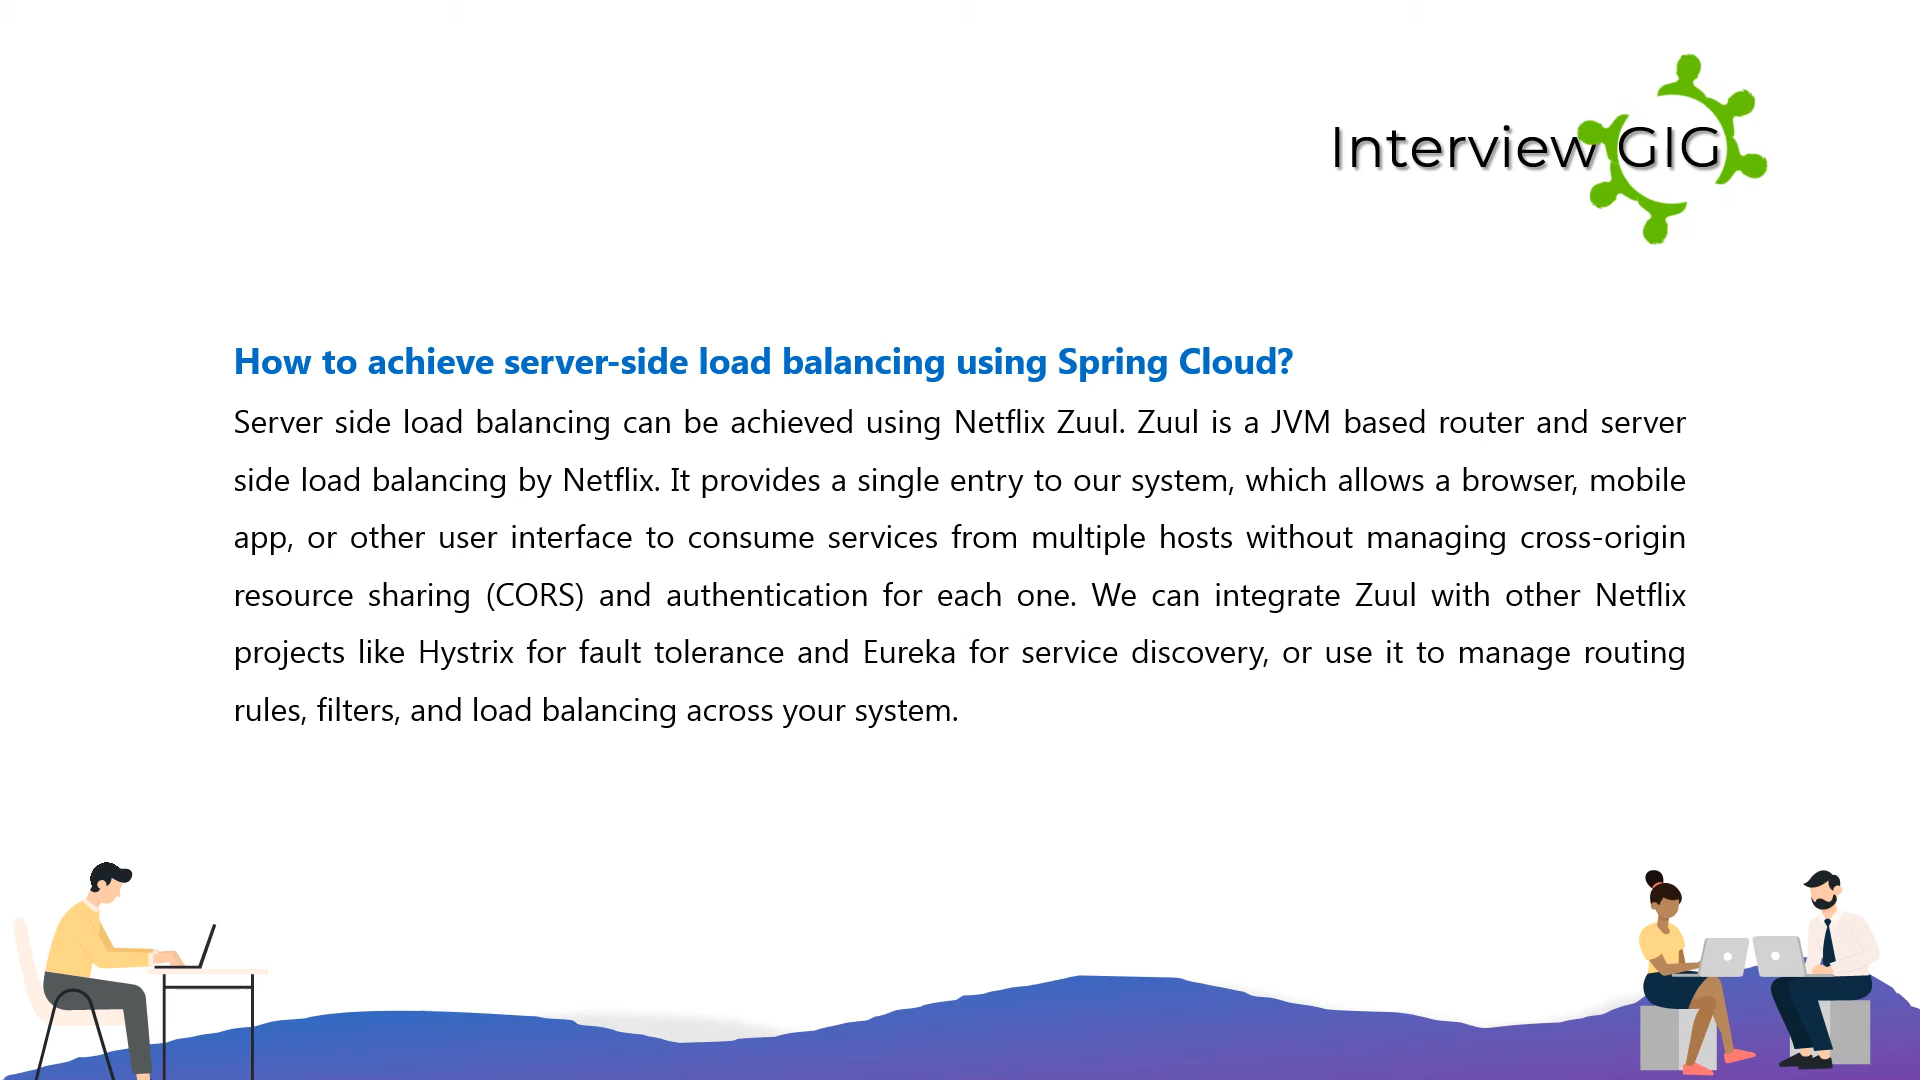 Interview GIG
How to achieve server-side load balancing using Spring Cloud?
Server side load balancing can be achieved using Netflix Zuul. Zuul is a JVM based router and server
side load balancing by Netflix. It provides a single entry to our system, which allows a browser, mobile
app, or other user interface to consume services from multiple hosts without managing cross-origin
resource sharing (CORS) and authentication for each one. We can integrate Zuul with other Netflix
projects like Hystrix for fault tolerance and Eureka for service discovery, or use it to manage routing
rules, filters, and load balancing across your system.